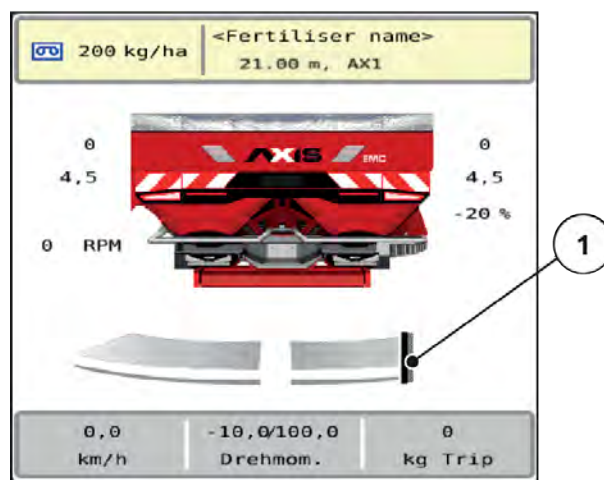 200 kg/ha
<Fertiliser name>
21.00 m, AX1
0
0
AXIS
EMC
4,5
4,5
-20 %
0 RPM
1
0,0
-10,0/100,0
0
km/h
Drehmom.
kg Trip